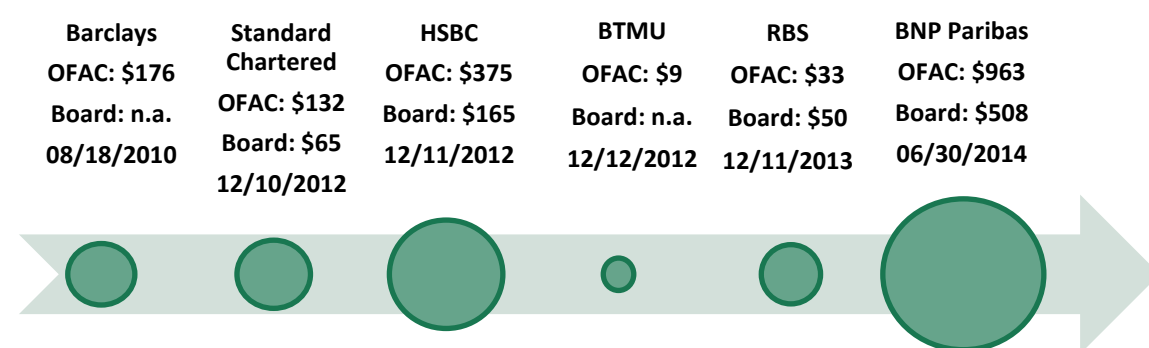 Barclays
OFAC: $176
Board: n.a.
08/18/2010
Standard
Chartered
OFAC: $132
Board: $65
12/10/2012
HSBC
OFAC: $375
Board: $165
12/11/2012
BTMU
OFAC: $9
Board: n.a.
12/12/2012
RBS
OFAC: $33
Board: $50
12/11/2013
BNP Paribas
OFAC: $963
Board: $508
06/30/2014